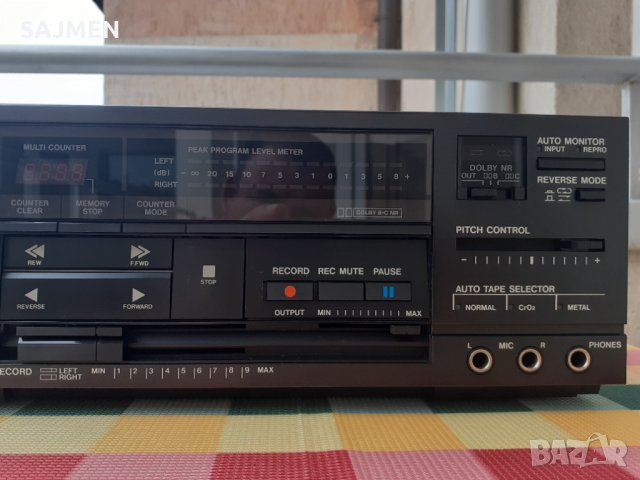 SAJMEN
MULTI COUNTER
COUNTER CLEAR
MEMORY STOP
COUNTER MODE
PEAK PROGRAM LEVEL METER
LEFT
(dB) - ∞ 20 15 10 7 5 3 1 0 1 3 5 8 +
RIGHT
DOLBY B-C NR
REW
F.FWD
REVERSE
FORWARD
STOP
RECORD REC MUTE PAUSE
OUTPUT MIN MAX
RECORD LEFT RIGHT MIN 1 2 3 4 5 6 7 8 9 MAX
DOLBY NR
OUT B C
AUTO MONITOR
INPUT REPRO
REVERSE MODE
PITCH CONTROL
- +
AUTO TAPE SELECTOR
NORMAL CrO2 METAL
L MIC R PHONES
BAZAR